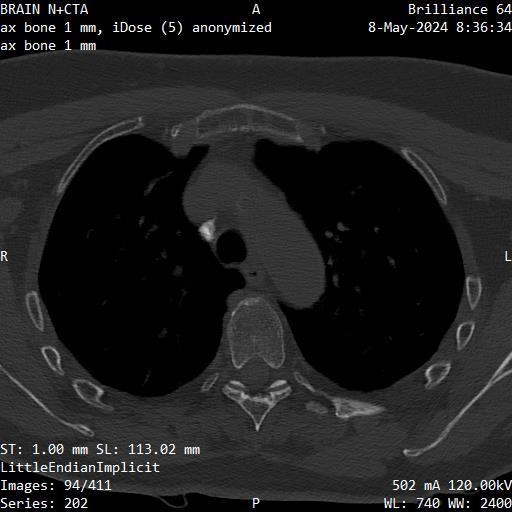 BRAIN N+CTA
ax bone 1 mm, iDose (5) anonymized
ax bone 1 mm
A
Brilliance 64
8-May-2024 8:36:34
R
L
ST: 1.00 mm SL: 113.02 mm
LittleEndianImplicit
Images: 94/411
Series: 202
P
502 mA 120.00kV
WL: 740 WW: 2400